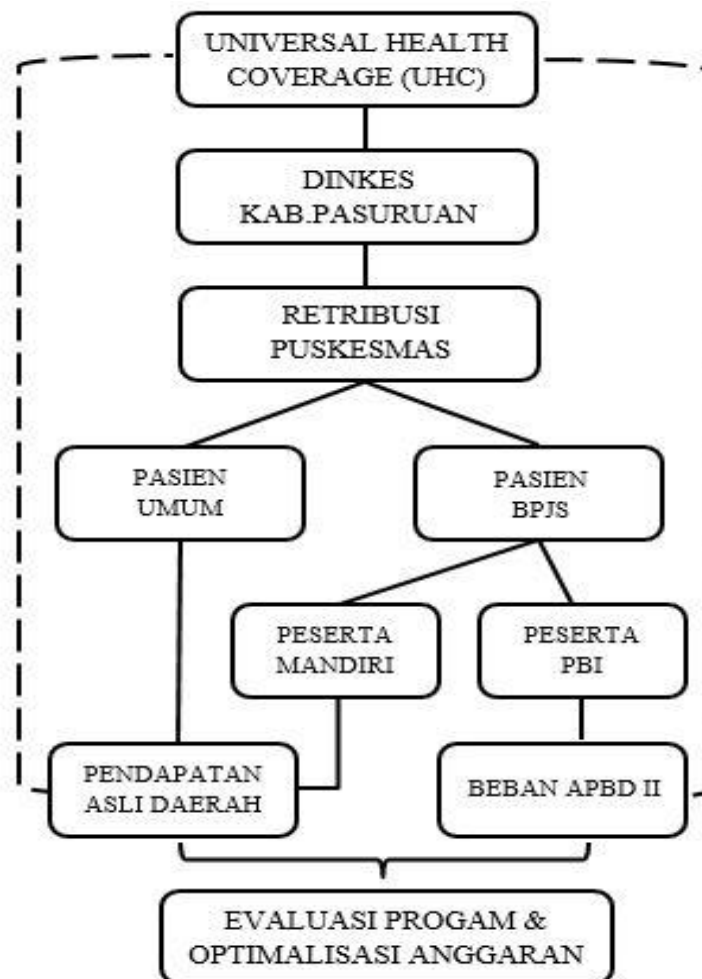 UNIVERSAL HEALTH
COVERAGE (UHC)
DINKES
KAB.PASURUAN
RETRIBUSI
PUSKESMAS
PASIEN
UMUM
PASIEN
BPJS
PESERTA
MANDIRI
PESERTA
PBI
PENDAPATAN
ASLI DAERAH
BEBAN APBD II
EVALUASI PROGAM &
OPTIMALISASI ANGGARAN